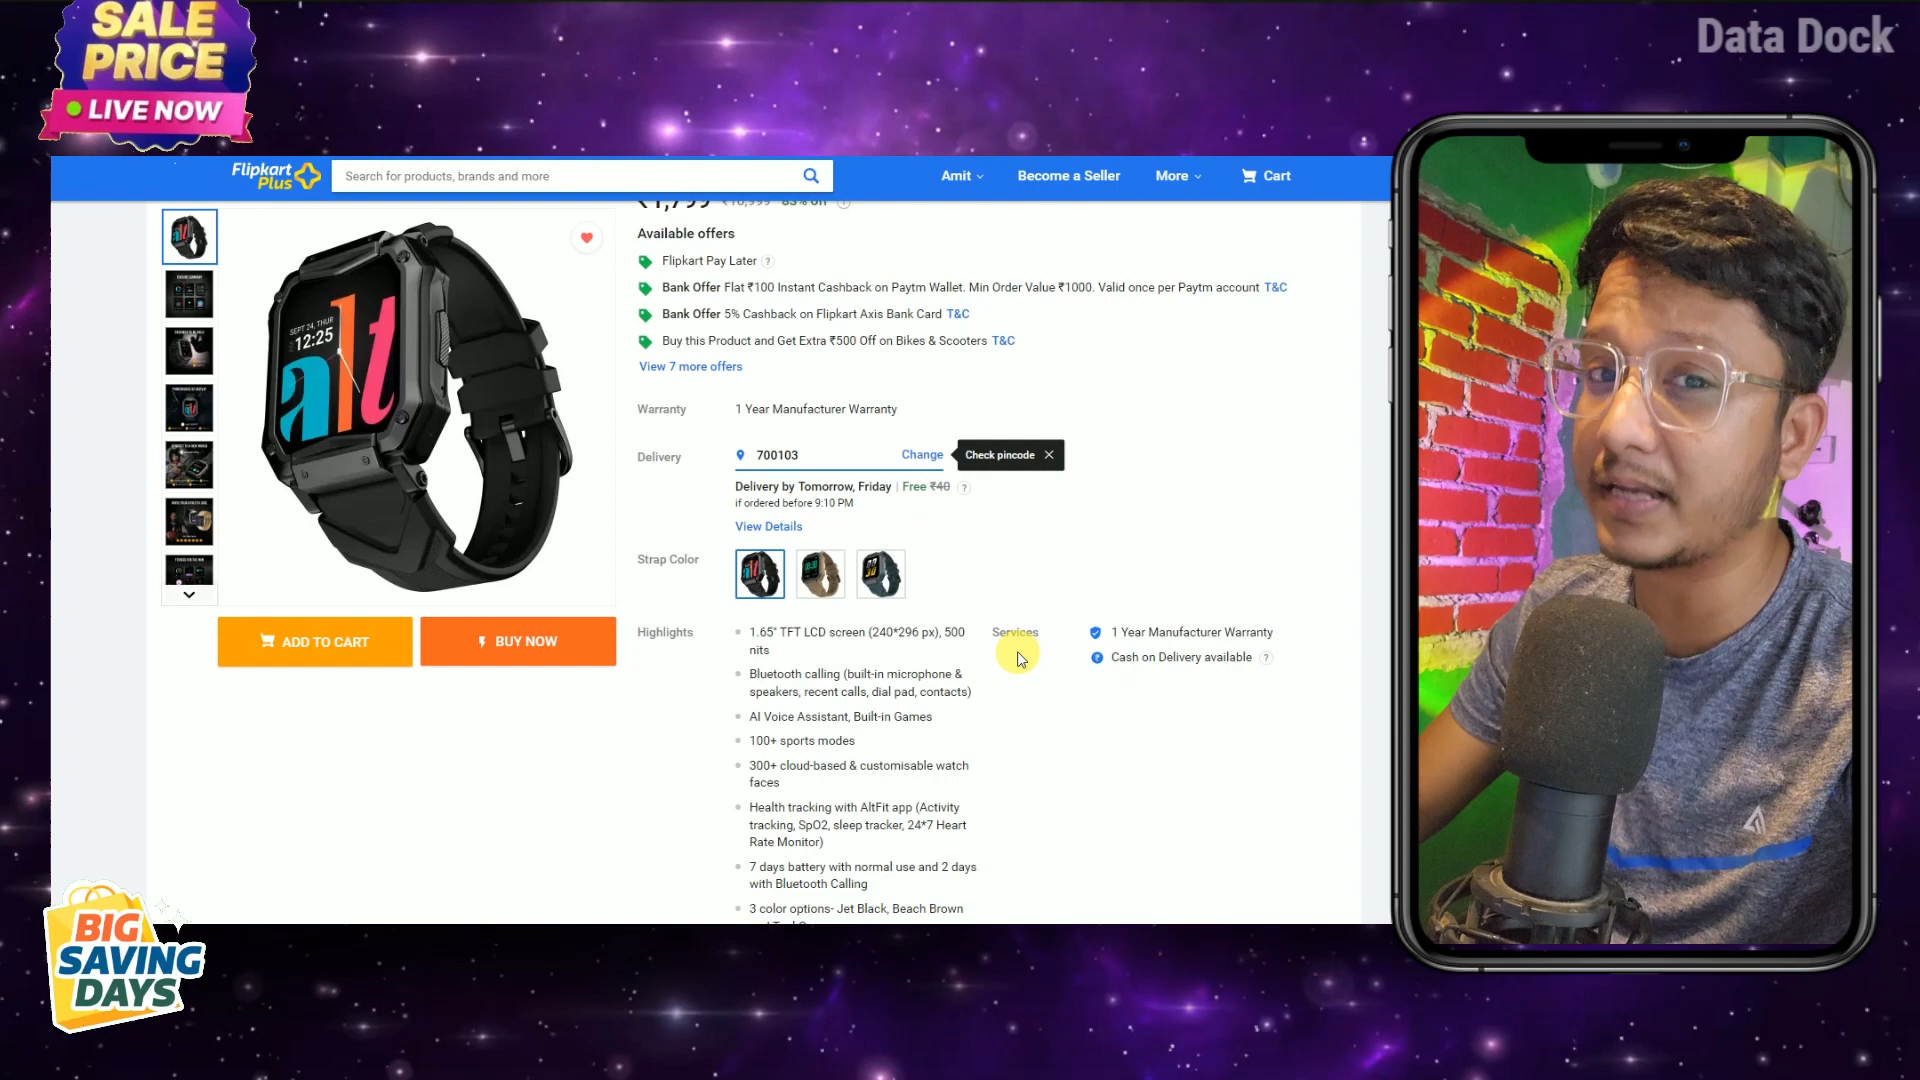 SALE
PRICE
LIVE NOW
Data Dock
Flipkart
Plus
Search for products, brands and more
Amit
Become a Seller
More
Cart
₹1,799 ₹10,999 83% off
Available offers
Flipkart Pay Later ?
Bank Offer Flat ₹100 Instant Cashback on Paytm Wallet. Min Order Value ₹1000. Valid once per Paytm account T&C
Bank Offer 5% Cashback on Flipkart Axis Bank Card T&C
Buy this Product and Get Extra ₹500 Off on Bikes & Scooters T&C
View 7 more offers
SEPT 24, THUR
12:25
alt
Warranty
1 Year Manufacturer Warranty
Delivery
700103
Change
Check pincode
Delivery by Tomorrow, Friday | Free ₹40 ?
if ordered before 9:10 PM
View Details
Strap Color
ADD TO CART
BUY NOW
Highlights
1.65" TFT LCD screen (240*296 px), 500
nits
Bluetooth calling (built-in microphone &
speakers, recent calls, dial pad, contacts)
AI Voice Assistant, Built-in Games
100+ sports modes
300+ cloud-based & customisable watch
faces
Health tracking with AltFit app (Activity
tracking, SpO2, sleep tracker, 24*7 Heart
Rate Monitor)
7 days battery with normal use and 2 days
with Bluetooth Calling
3 color options- Jet Black, Beach Brown
Services
1 Year Manufacturer Warranty
Cash on Delivery available ?
BIG
SAVING
DAYS